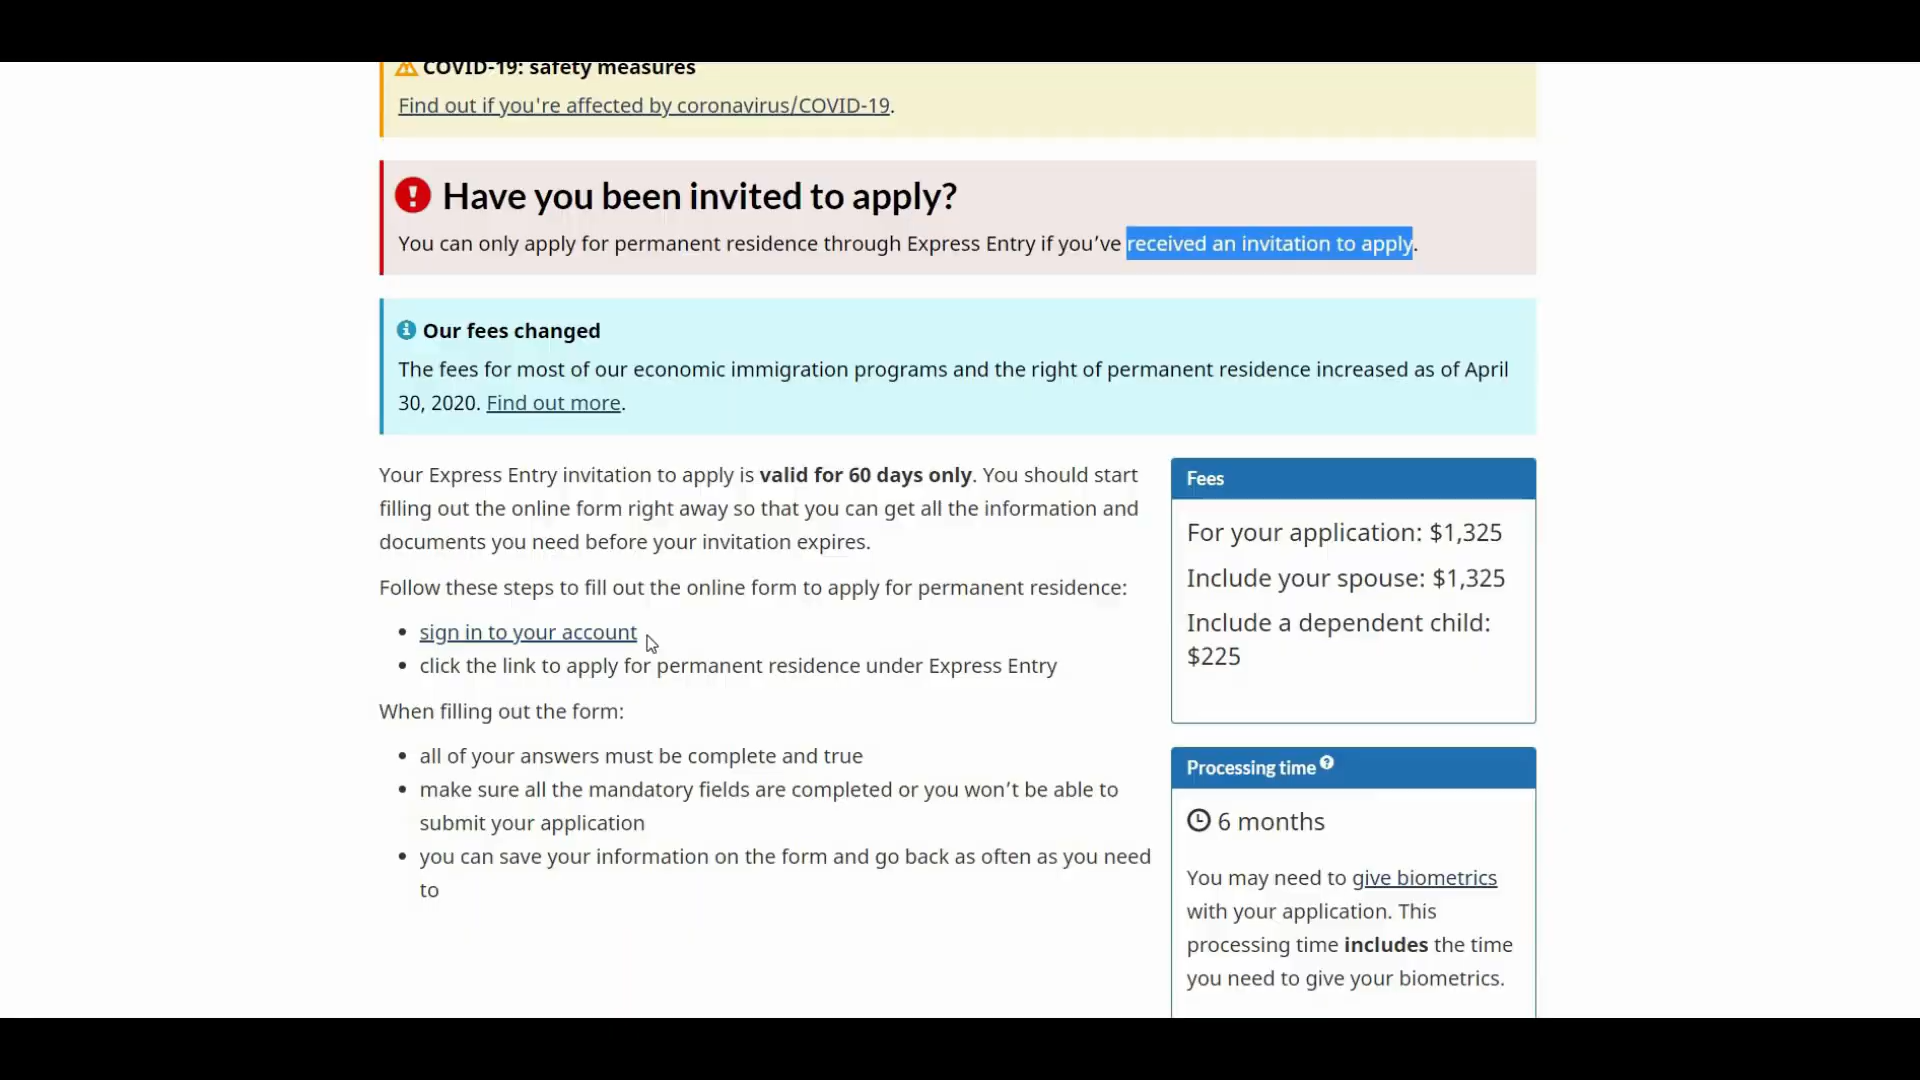 COVID-19: safety measures
Find out if you're affected by coronavirus/COVID-19.
Have you been invited to apply?
You can only apply for permanent residence through Express Entry if you’ve received an invitation to apply.
Our fees changed
The fees for most of our economic immigration programs and the right of permanent residence increased as of April
30, 2020. Find out more.
Your Express Entry invitation to apply is valid for 60 days only. You should start
filling out the online form right away so that you can get all the information and
documents you need before your invitation expires.
Follow these steps to fill out the online form to apply for permanent residence:
• sign in to your account
• click the link to apply for permanent residence under Express Entry
When filling out the form:
• all of your answers must be complete and true
• make sure all the mandatory fields are completed or you won’t be able to
submit your application
• you can save your information on the form and go back as often as you need
to
Fees
For your application: $1,325
Include your spouse: $1,325
Include a dependent child:
$225
Processing time
6 months
You may need to give biometrics
with your application. This
processing time includes the time
you need to give your biometrics.